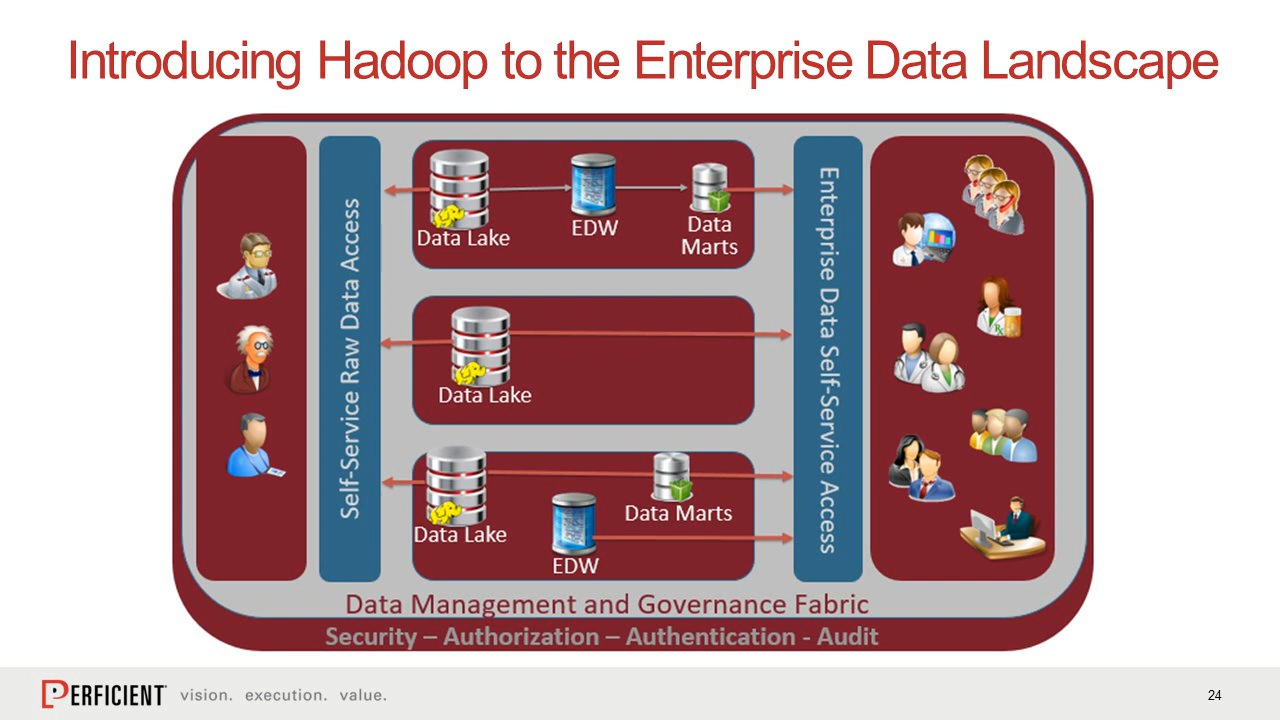 Introducing Hadoop to the Enterprise Data Landscape
Self-Service Raw Data Access
Data Lake
EDW
Data
Marts
Data Lake
Data Lake
EDW
Data Marts
Enterprise Data Self-Service Access
Rx
Data Management and Governance Fabric
Security – Authorization – Authentication - Audit
PERFICIENT vision. execution. value.
24